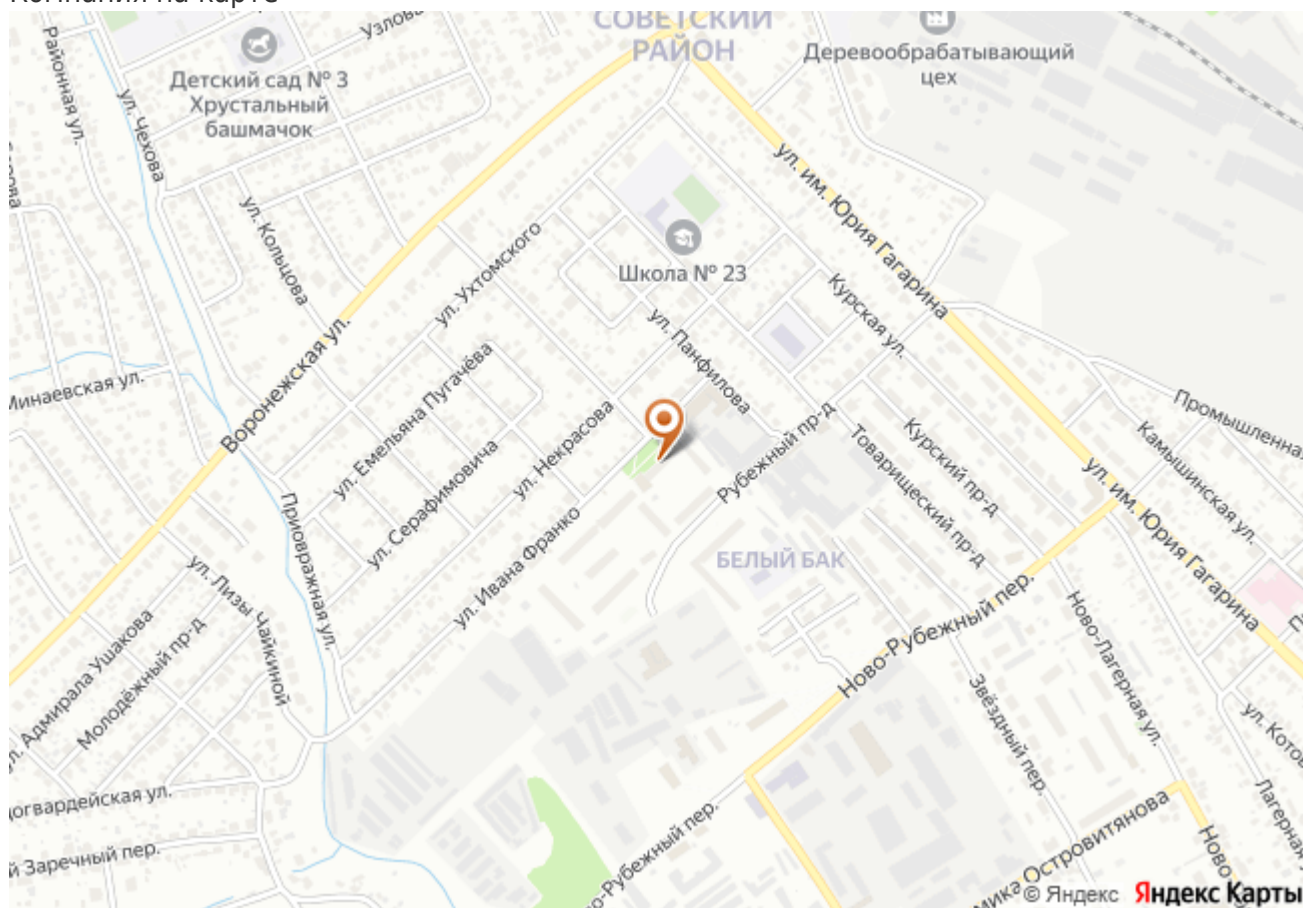 Компания на карте
СОВЕТСКИЙ
РАЙОН
Узлова
Районная ул.
ул. Чехова
Детский сад № 3
Хрустальный
башмачок
Деревообрабатывающий
цех
ул. им. Юрия Гагарина
ул. Кольцова
ул. Ухтомского
Школа № 23
Курская ул.
ул. Панфилова
Минаевская ул.
Воронежская ул.
ул. Емельяна Пугачёва
ул. Некрасова
ул. Серафимовича
Рубежный пр-д
Товарищеский пр-д
Курский пр-д
Промышленна
Камышинская ул.
ул. им. Юрия Гагарина
Приовражная ул.
ул. Ивана Франко
БЕЛЫЙ БАК
ул. Лизы Чайкиной
ул. Адмирала Ушакова
Молодёжный пр-д
Ново-Рубежный пер.
Ново-Лагерная ул.
Звёздный пер.
ул. Котов
Лагерная
огвардейская ул.
й Заречный пер.
о-Рубежный пер.
мика Островитянова
Ново
© Яндекс Яндекс Карты